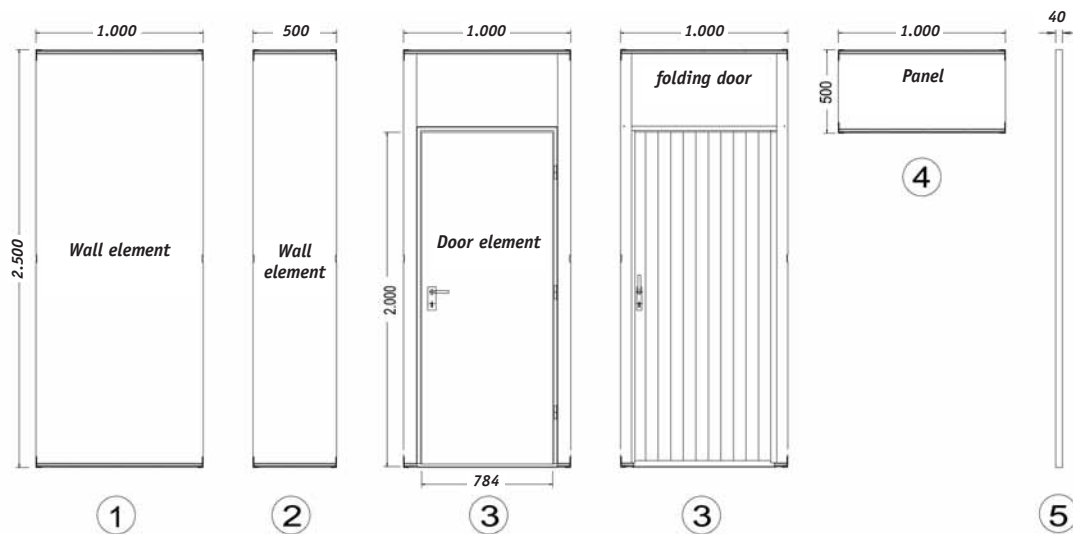 1.000
500
1.000
1.000
1.000
40
2.500
Wall element
Wall
element
2.000
Door element
784
folding door
500
Panel
1
2
3
3
4
5